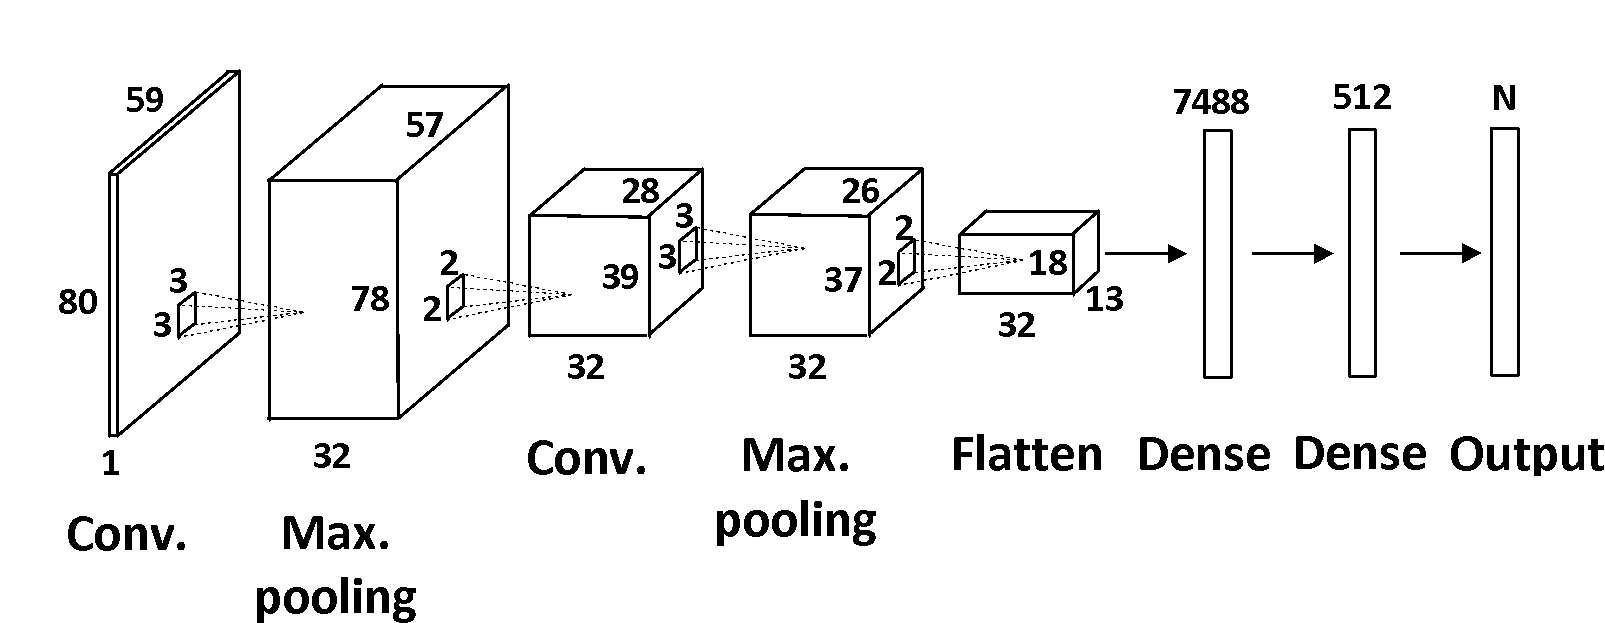 59
80
3
3
1
Conv.
57
78
2
2
32
Max.
pooling
28
39
3
3
32
Conv.
26
37
2
2
32
Max.
pooling
18
13
32
Flatten
7488
Dense
512
Dense
N
Output